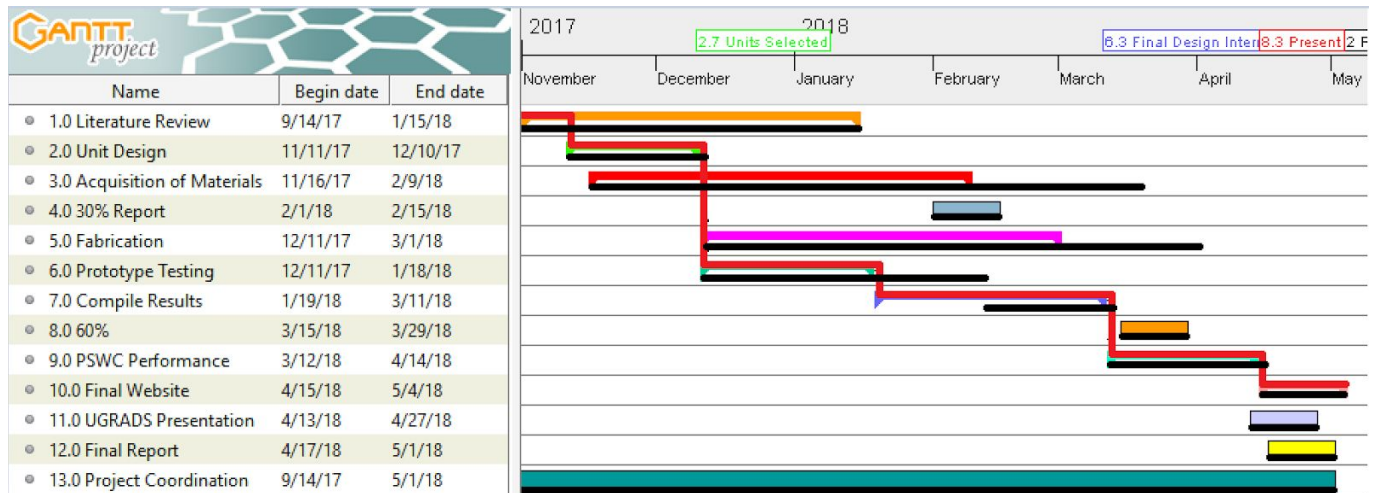 GANTT
project
2017 2018
2.7 Units Selected 6.3 Final Design Inter 8.3 Present 2 F
November December January February March April May
Name Begin date End date
1.0 Literature Review 9/14/17 1/15/18
2.0 Unit Design 11/11/17 12/10/17
3.0 Acquisition of Materials 11/16/17 2/9/18
4.0 30% Report 2/1/18 2/15/18
5.0 Fabrication 12/11/17 3/1/18
6.0 Prototype Testing 12/11/17 1/18/18
7.0 Compile Results 1/19/18 3/11/18
8.0 60% 3/15/18 3/29/18
9.0 PSWC Performance 3/12/18 4/14/18
10.0 Final Website 4/15/18 5/4/18
11.0 UGRADS Presentation 4/13/18 4/27/18
12.0 Final Report 4/17/18 5/1/18
13.0 Project Coordination 9/14/17 5/1/18